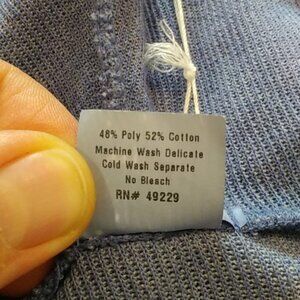 48% Poly 52% Cotton
Machine Wash Delicate
Cold Wash Separate
No Bleach
RN# 49229